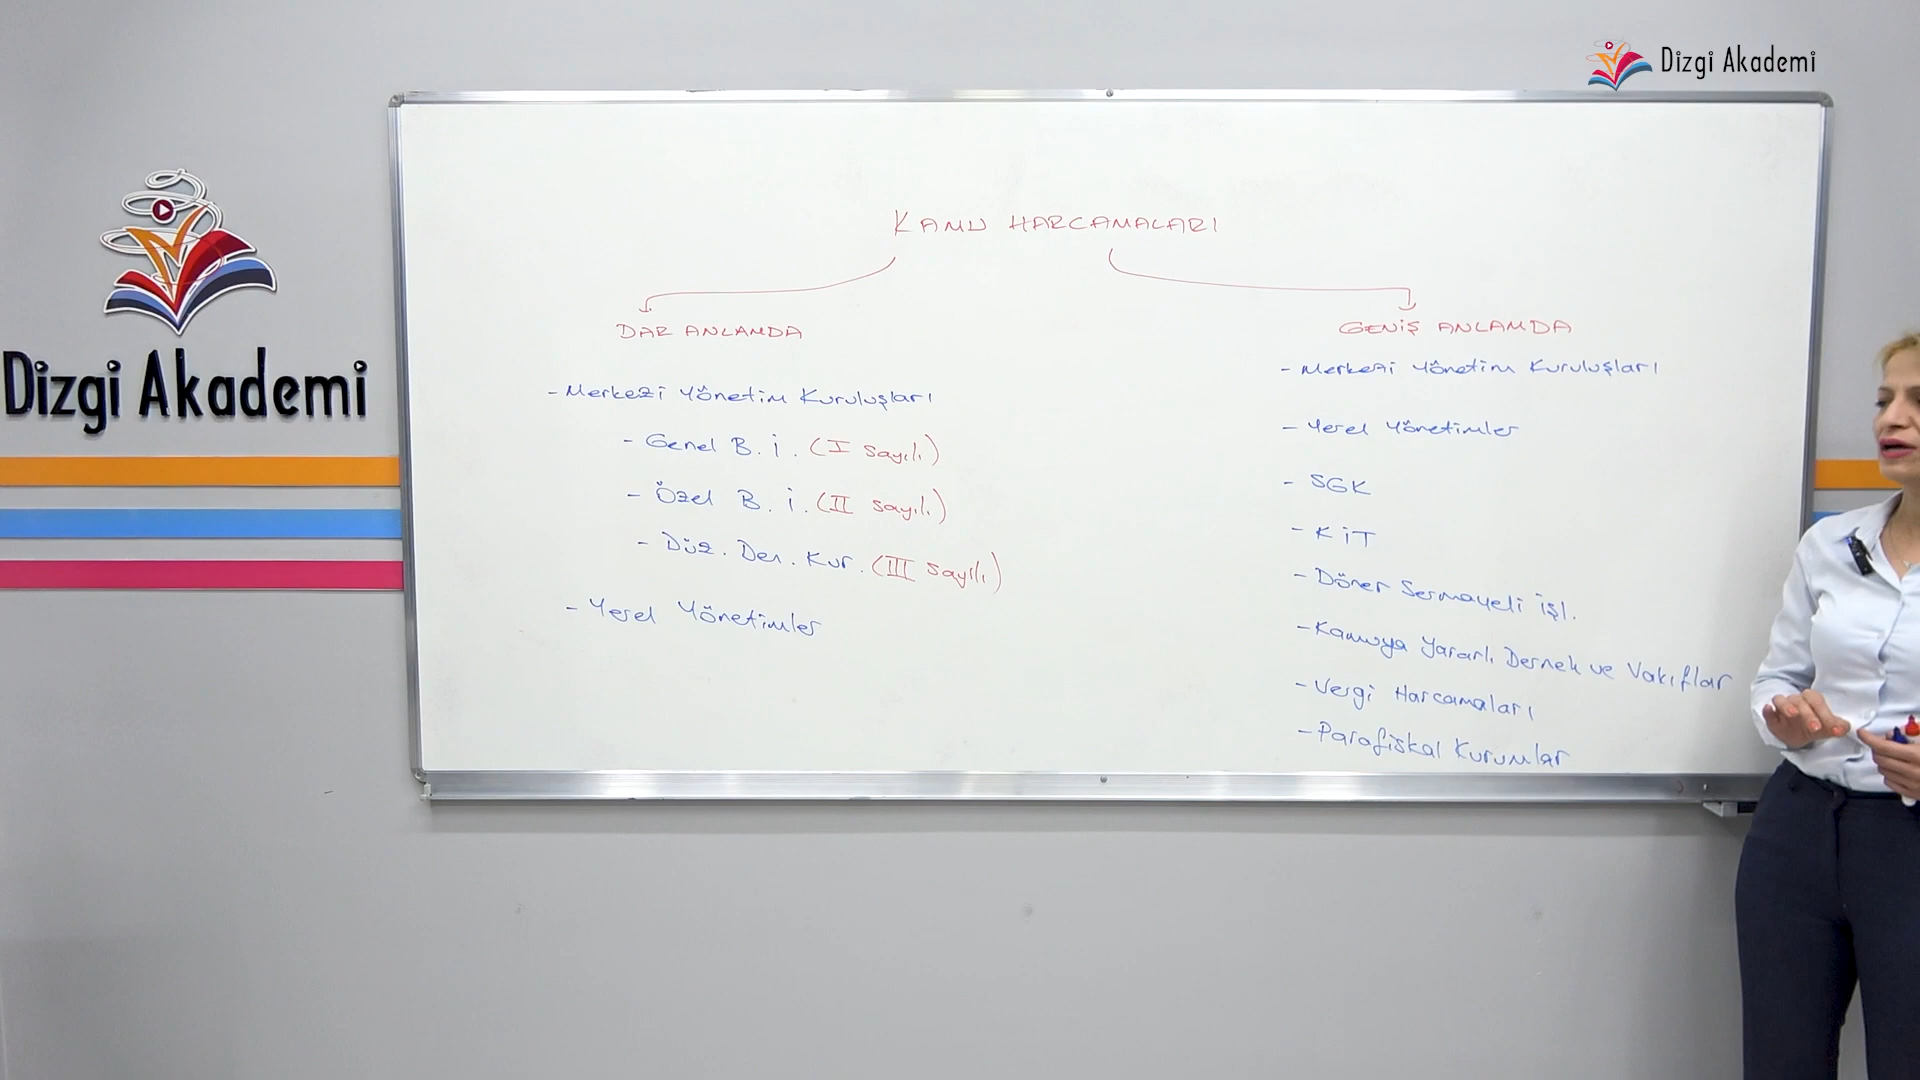 Dizgi Akademi
Dizgi Akademi
KAMU HARCAMALARI
DAR ANLAMDA
- Merkezi Yönetim Kuruluşları
- Genel B. İ. (I sayılı)
- Özel B. İ. (II sayılı)
- Düz. Den. Kur. (III sayılı)
- Yerel Yönetimler
GENİŞ ANLAMDA
- Merkezi Yönetim Kuruluşları
- Yerel Yönetimler
- SGK
- KİT
- Döner Sermayeli İşl.
- Kamuya Yararlı Dernek ve Vakıflar
- Vergi Harcamaları
- Parafiskal Kurumlar